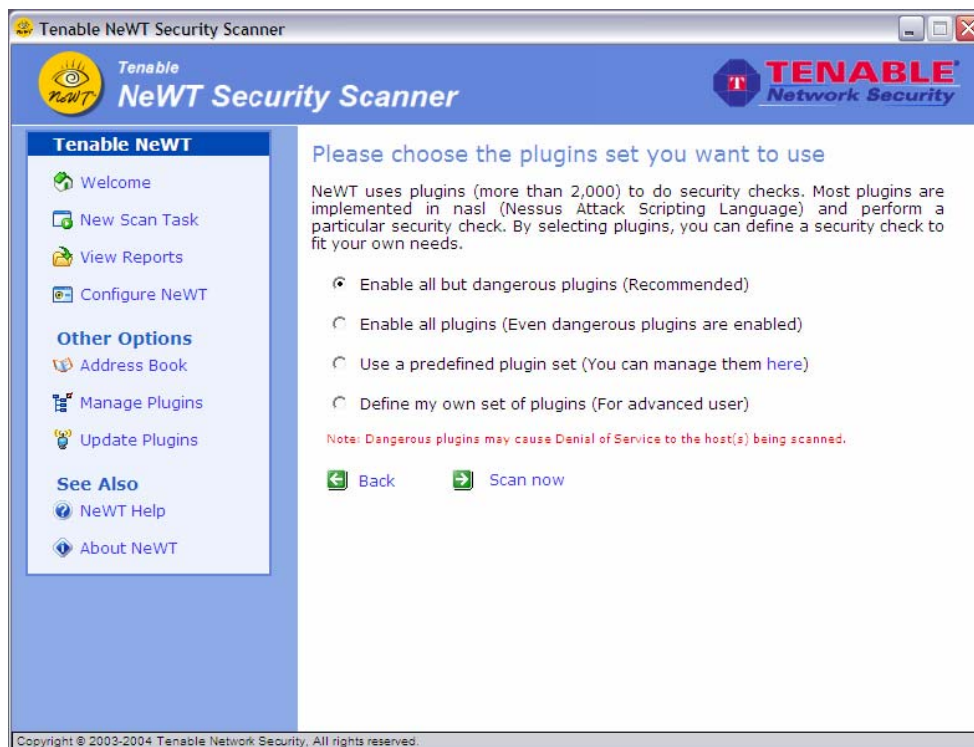 Tenable NeWT Security Scanner
NeWT
Tenable
NeWT Security Scanner
T
TENABLE
Network Security
Tenable NeWT
Welcome
New Scan Task
View Reports
Configure NeWT
Other Options
Address Book
Manage Plugins
Update Plugins
See Also
NeWT Help
About NeWT
Please choose the plugins set you want to use
NeWT uses plugins (more than 2,000) to do security checks. Most plugins are
implemented in nasl (Nessus Attack Scripting Language) and perform a
particular security check. By selecting plugins, you can define a security check to
fit your own needs.
Enable all but dangerous plugins (Recommended)
Enable all plugins (Even dangerous plugins are enabled)
Use a predefined plugin set (You can manage them here)
Define my own set of plugins (For advanced user)
Note: Dangerous plugins may cause Denial of Service to the host(s) being scanned.
Back
Scan now
Copyright © 2003-2004 Tenable Network Security, All rights reserved.